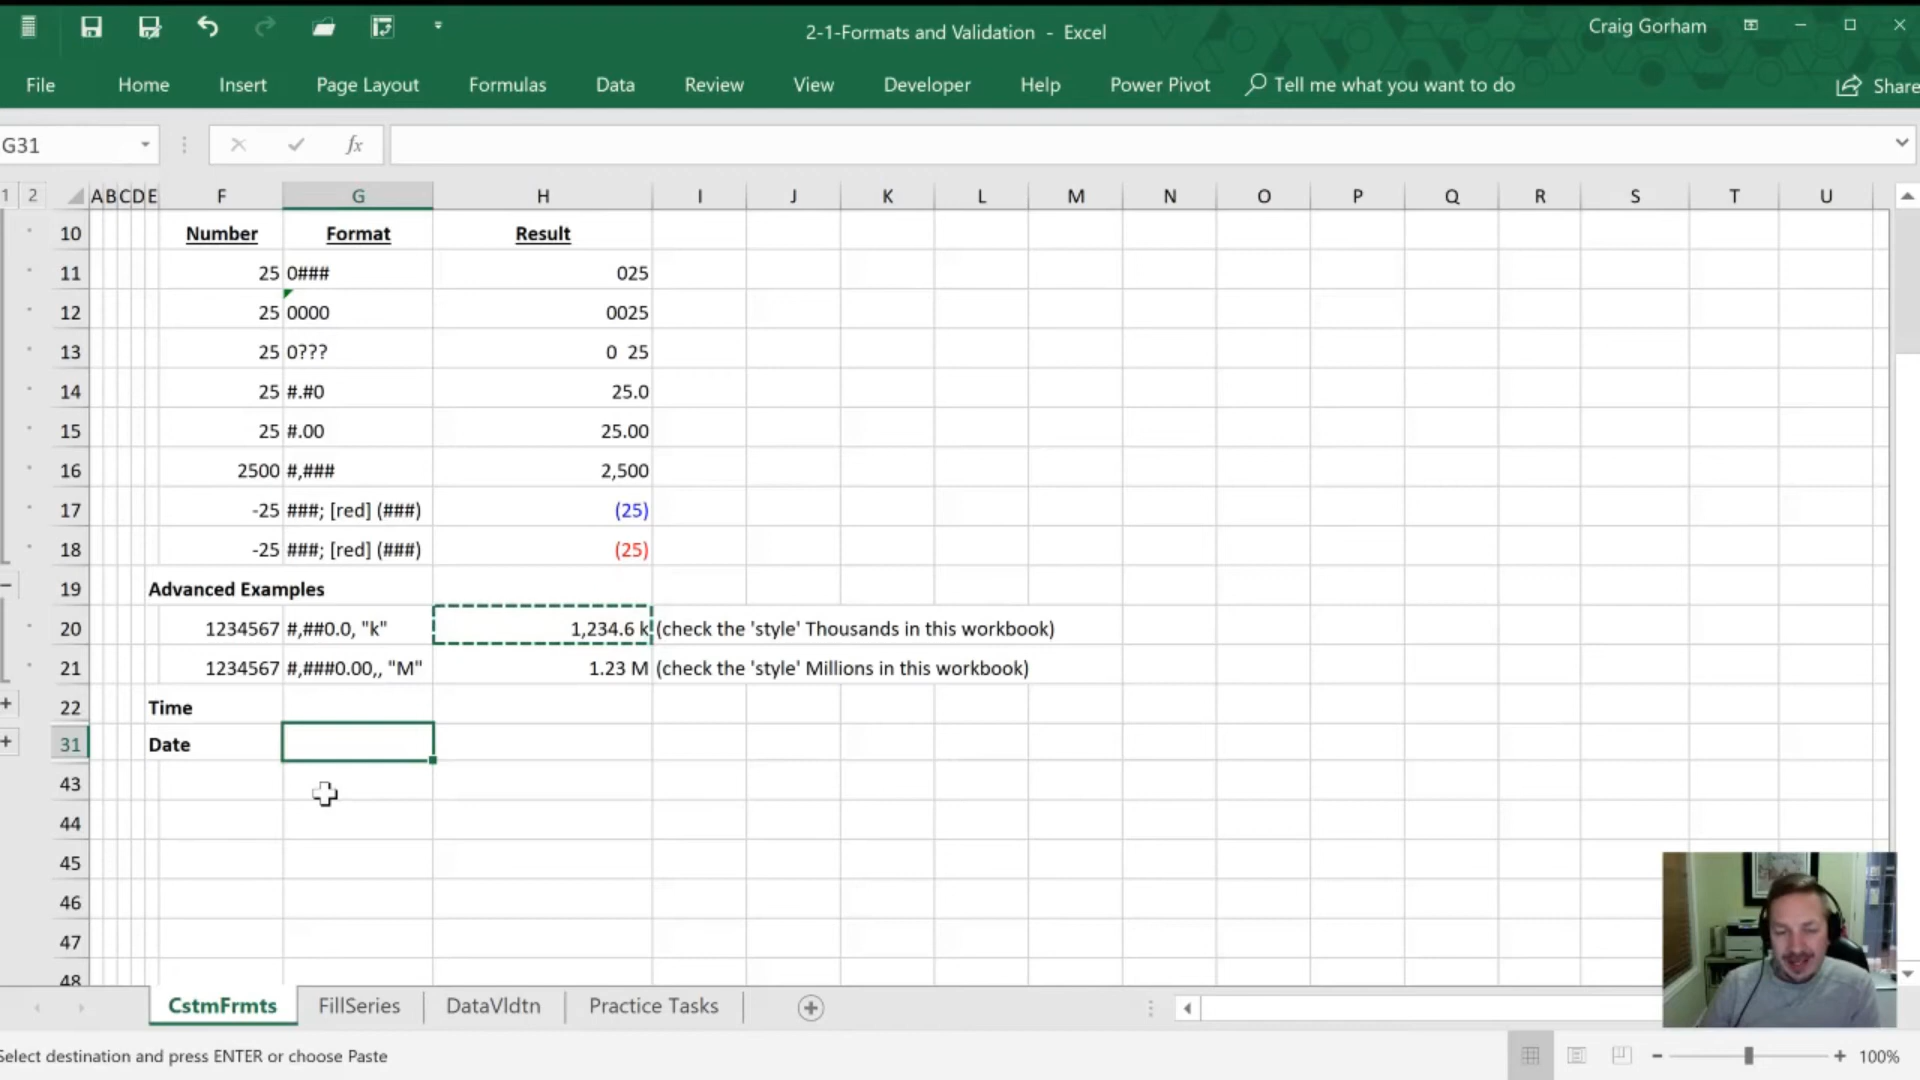 2-1-Formats and Validation - Excel
Craig Gorham
File Home Insert Page Layout Formulas Data Review View Developer Help Power Pivot Tell me what you want to do Share
G31 fx
1 2 A B C D E F G H I J K L M N O P Q R S T U
10 Number Format Result
11 25 0### 025
12 25 0000 0025
13 25 0??? 0 25
14 25 #.#0 25.0
15 25 #.00 25.00
16 2500 #,### 2,500
17 -25 ###; [red] (###) (25)
18 -25 ###; [red] (###) (25)
19 Advanced Examples
20 1234567 #,##0.0, "k" 1,234.6 k (check the 'style' Thousands in this workbook)
21 1234567 #,###0.00,, "M" 1.23 M (check the 'style' Millions in this workbook)
22 Time
31 Date
43
44
45
46
47
48
CstmFrmts FillSeries DataVldtn Practice Tasks
Select destination and press ENTER or choose Paste 100%